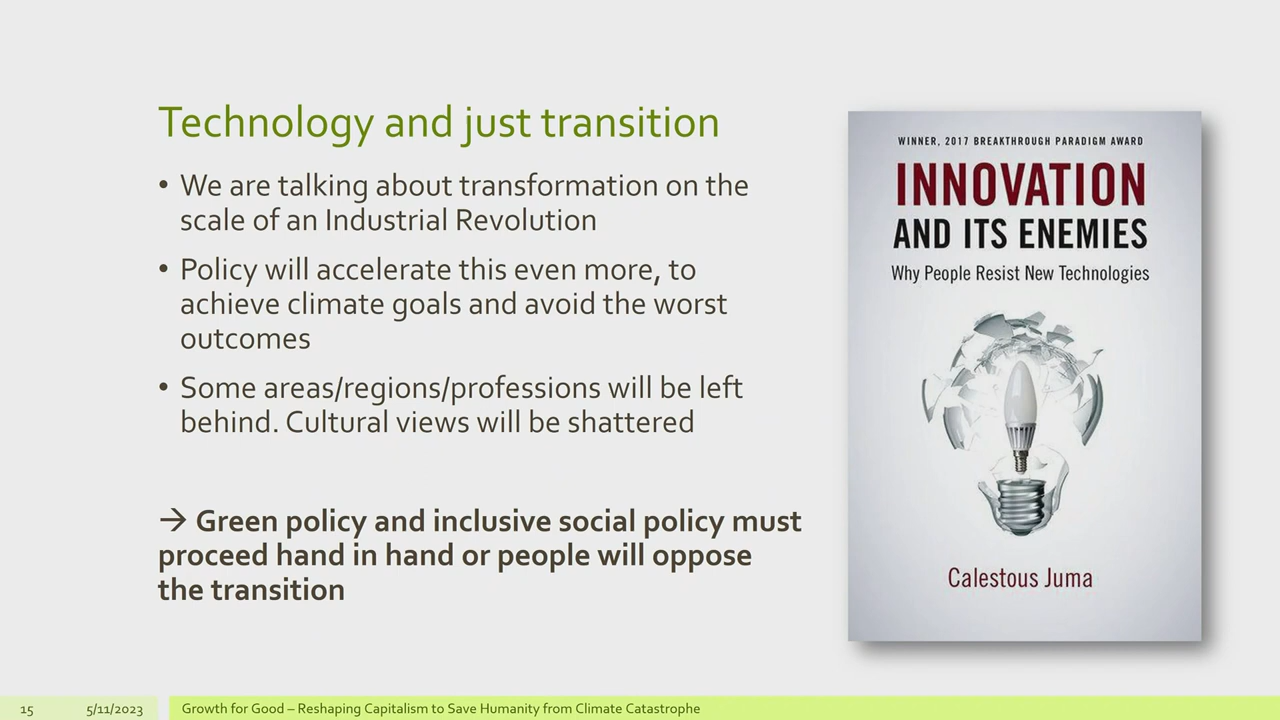 Technology and just transition
• We are talking about transformation on the
scale of an Industrial Revolution
• Policy will accelerate this even more, to
achieve climate goals and avoid the worst
outcomes
• Some areas/regions/professions will be left
behind. Cultural views will be shattered
→ Green policy and inclusive social policy must
proceed hand in hand or people will oppose
the transition
WINNER, 2017 BREAKTHROUGH PARADIGM AWARD
INNOVATION
AND ITS ENEMIES
Why People Resist New Technologies
Calestous Juma
15 5/11/2023 Growth for Good – Reshaping Capitalism to Save Humanity from Climate Catastrophe